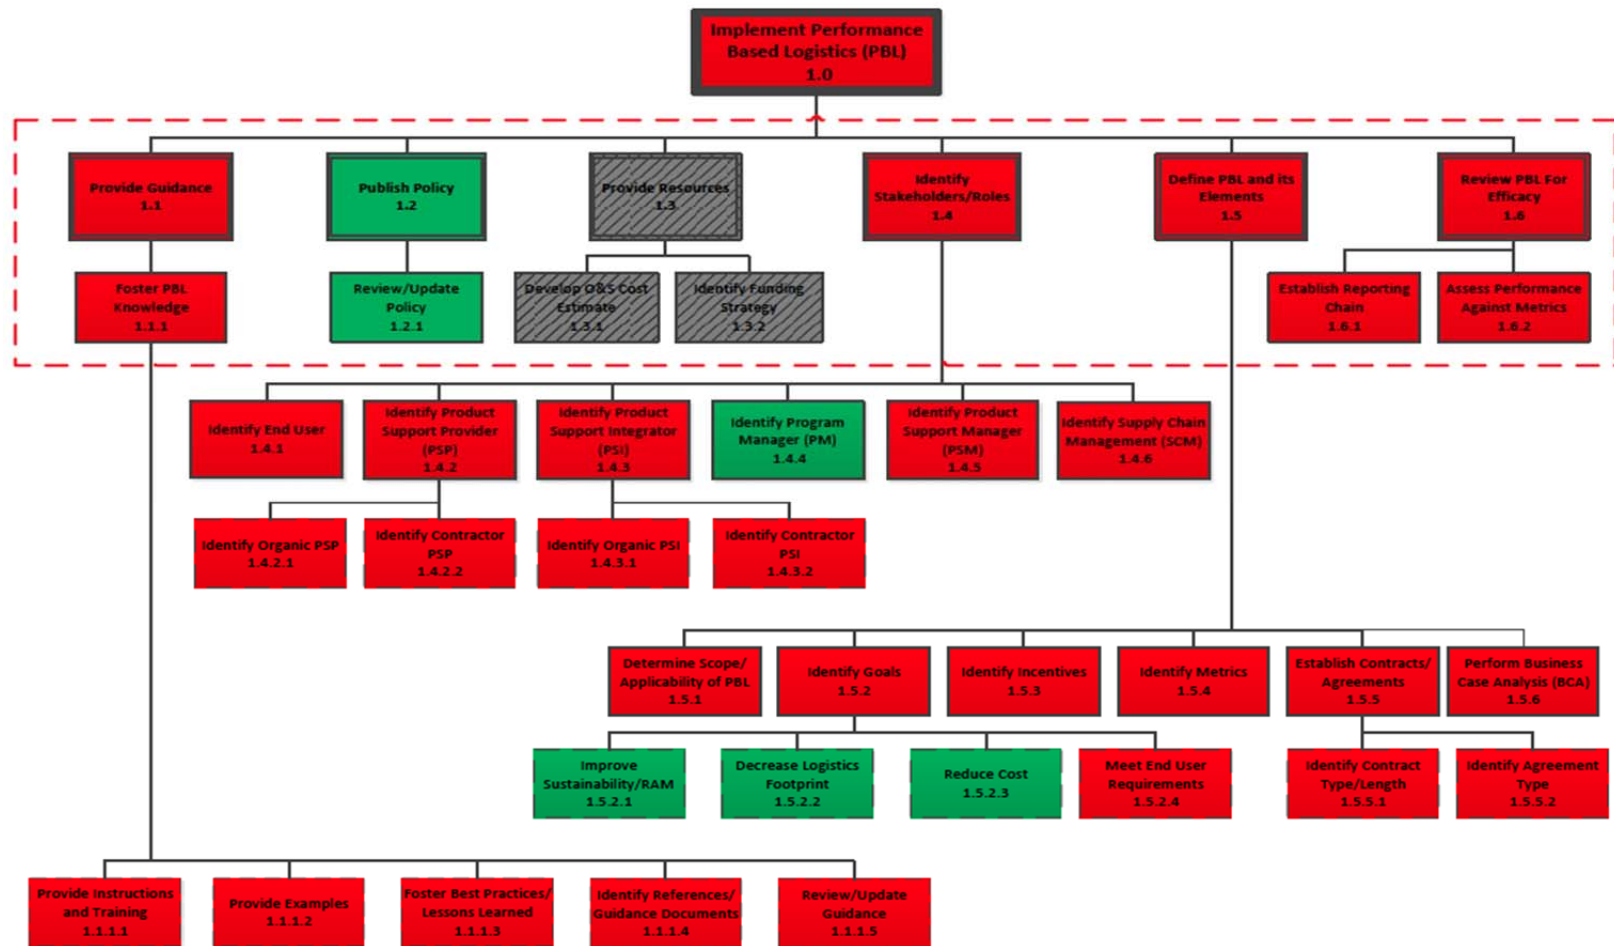 Implement Performance
Based Logistics (PBL)
1.0
Provide Guidance
1.1
Publish Policy
1.2
Provide Resources
1.3
Identify
Stakeholders/Roles
1.4
Define PBL and its
Elements
1.5
Review PBL For
Efficacy
1.6
Foster PBL
Knowledge
1.1.1
Review/Update
Policy
1.2.1
Develop O&S Cost
Estimate
1.3.1
Identify Funding
Strategy
1.3.2
Establish Reporting
Chain
1.6.1
Assess Performance
Against Metrics
1.6.2
Identify End User
1.4.1
Identify Product
Support Provider
(PSP)
1.4.2
Identify Product
Support Integrator
(PSI)
1.4.3
Identify Program
Manager (PM)
1.4.4
Identify Product
Support Manager
(PSM)
1.4.5
Identify Supply Chain
Management (SCM)
1.4.6
Identify Organic PSP
1.4.2.1
Identify Contractor
PSP
1.4.2.2
Identify Organic PSI
1.4.3.1
Identify Contractor
PSI
1.4.3.2
Determine Scope/
Applicability of PBL
1.5.1
Identify Goals
1.5.2
Identify Incentives
1.5.3
Identify Metrics
1.5.4
Establish Contracts/
Agreements
1.5.5
Perform Business
Case Analysis (BCA)
1.5.6
Improve
Sustainability/RAM
1.5.2.1
Decrease Logistics
Footprint
1.5.2.2
Reduce Cost
1.5.2.3
Meet End User
Requirements
1.5.2.4
Identify Contract
Type/Length
1.5.5.1
Identify Agreement
Type
1.5.5.2
Provide Instructions
and Training
1.1.1.1
Provide Examples
1.1.1.2
Foster Best Practices/
Lessons Learned
1.1.1.3
Identify References/
Guidance Documents
1.1.1.4
Review/Update
Guidance
1.1.1.5